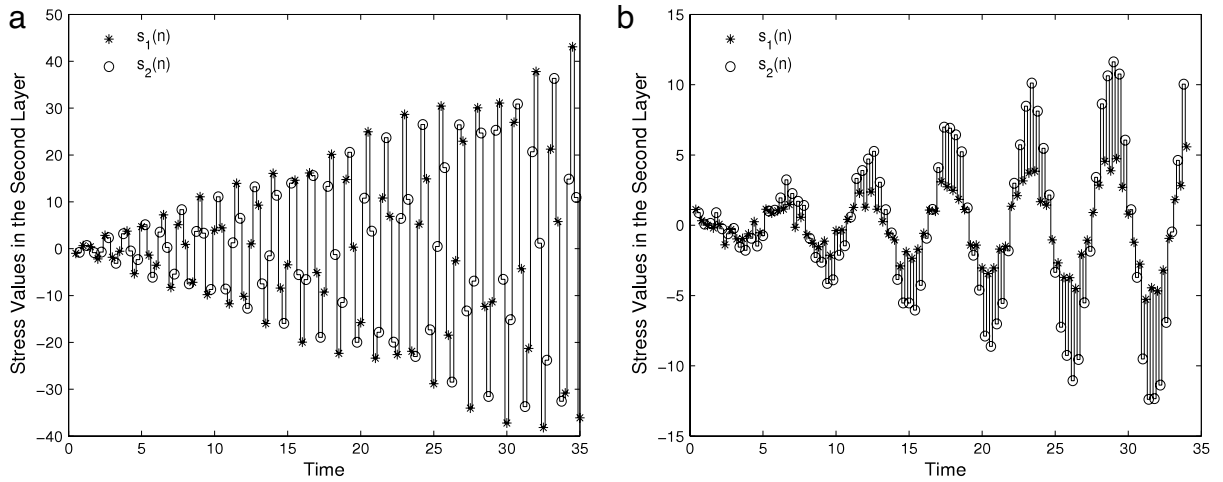 a
50
40
30
20
10
0
−10
−20
−30
−40
0 5 10 15 20 25 30 35
Stress Values in the Second Layer
Time
s1(n)
s2(n)
b
15
10
5
0
−5
−10
−15
0 5 10 15 20 25 30 35
Stress Values in the Second Layer
Time
s1(n)
s2(n)